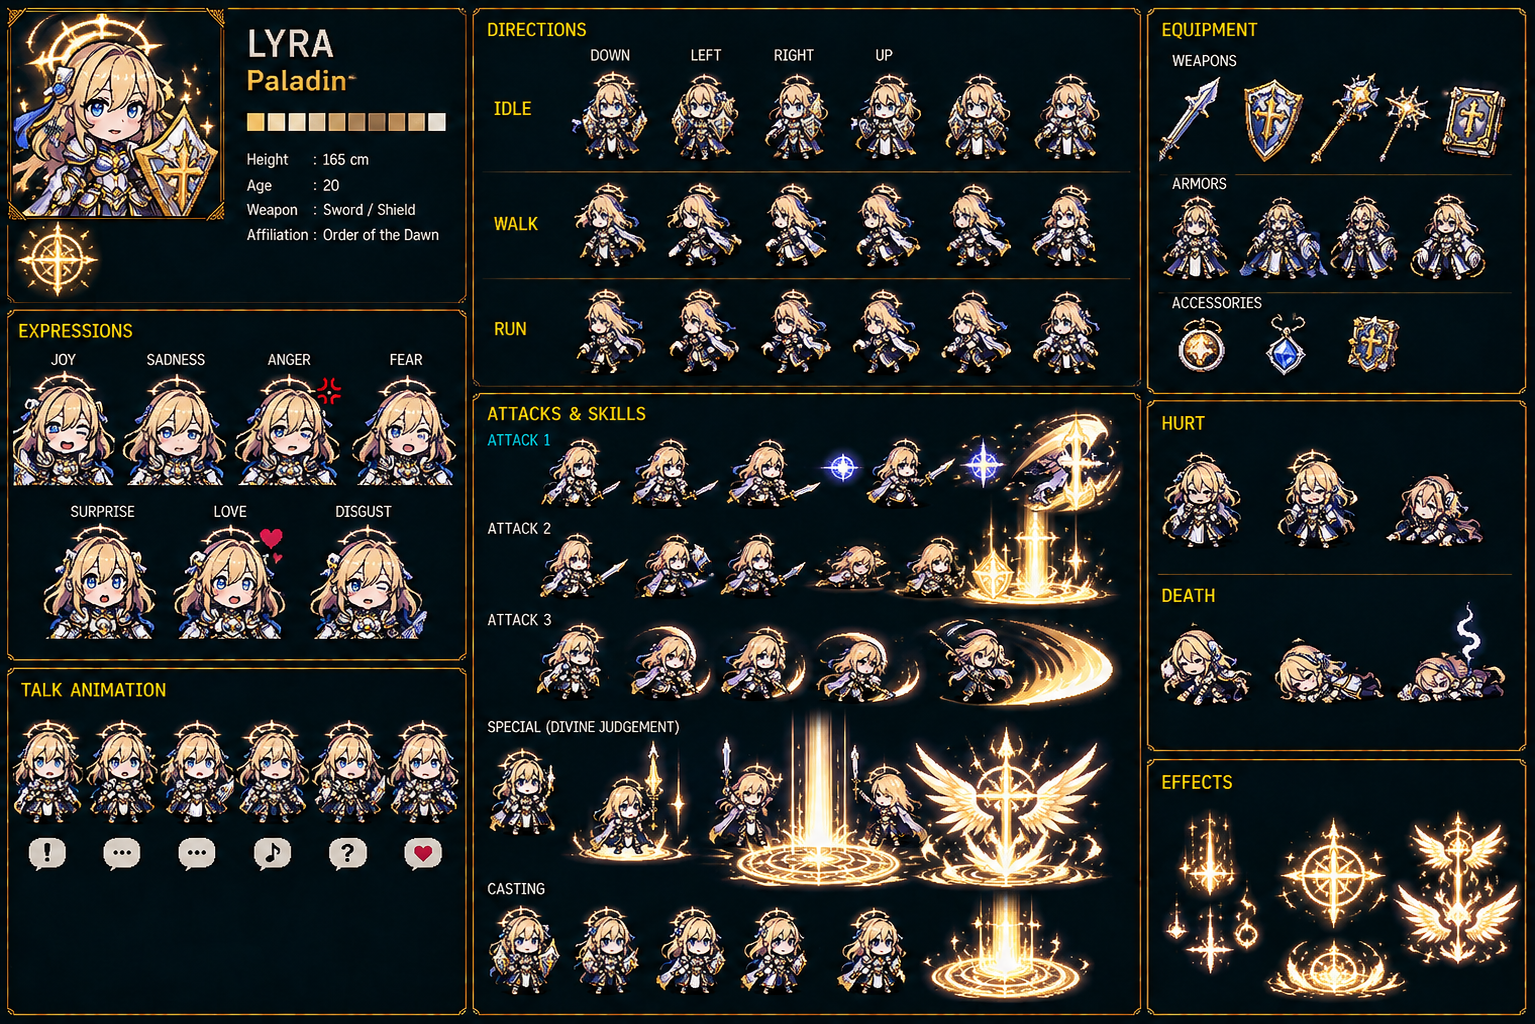 LYRA
Paladin
Height : 165 cm
Age : 20
Weapon : Sword / Shield
Affiliation : Order of the Dawn
EXPRESSIONS
JOY SADNESS ANGER FEAR
SURPRISE LOVE DISGUST
TALK ANIMATION
! ... ... ♪ ? ♥
DIRECTIONS
DOWN LEFT RIGHT UP
IDLE
WALK
RUN
ATTACKS & SKILLS
ATTACK 1
ATTACK 2
ATTACK 3
SPECIAL (DIVINE JUDGEMENT)
CASTING
EQUIPMENT
WEAPONS
ARMORS
ACCESSORIES
HURT
DEATH
EFFECTS